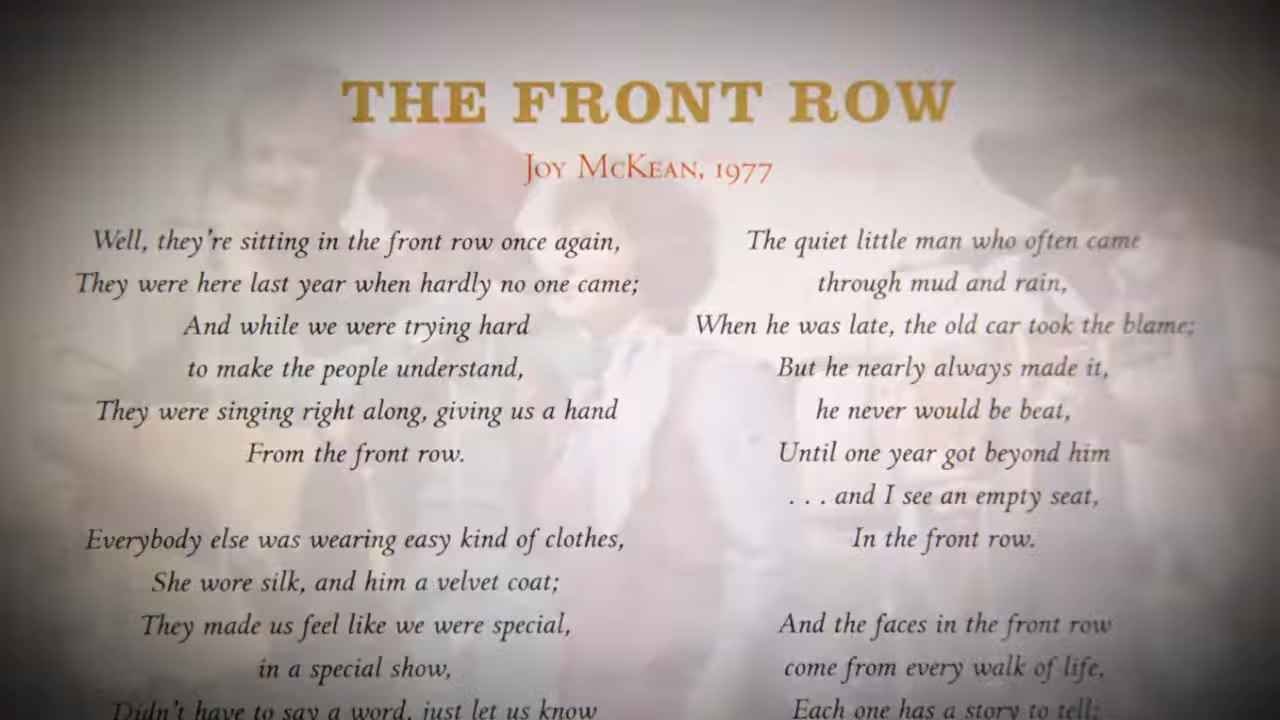 THE FRONT ROW
JOY MCKEAN, 1977
Well, they're sitting in the front row once again,
They were here last year when hardly no one came;
And while we were trying hard
to make the people understand,
They were singing right along, giving us a hand
From the front row.
Everybody else was wearing easy kind of clothes,
She wore silk, and him a velvet coat;
They made us feel like we were special,
in a special show,
Didn't have to say a word, just let us know
The quiet little man who often came
through mud and rain,
When he was late, the old car took the blame;
But he nearly always made it,
he never would be beat,
Until one year got beyond him
. . . and I see an empty seat,
In the front row.
And the faces in the front row
come from every walk of life,
Each one has a story to tell;